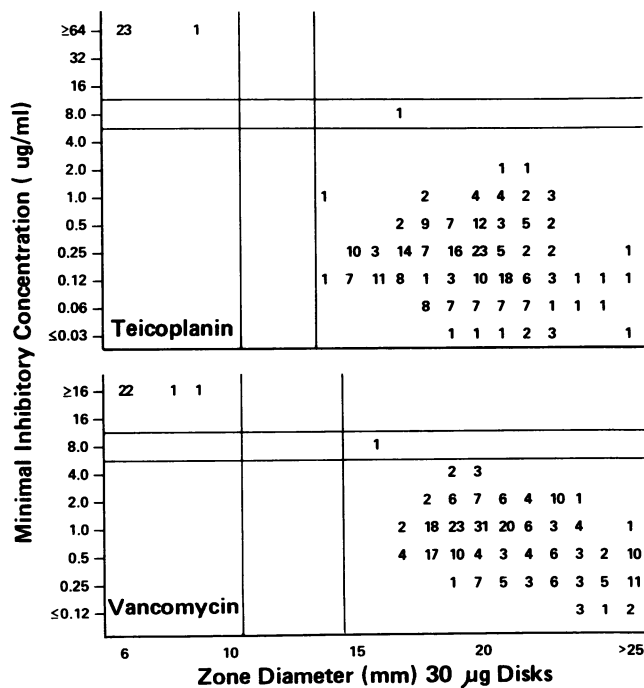 Minimal Inhibitory Concentration ( ug/ml)
≥64 23 1
32
16
8.0 1
4.0
2.0 1 1
1.0 1 2 4 4 2 3
0.5 2 9 7 12 3 5 2
0.25 10 3 14 7 16 23 5 2 2 1
0.12 1 7 11 8 1 3 10 18 6 3 1 1 1
0.06 8 7 7 7 7 1 1 1
≤0.03 1 1 1 2 3 1
Teicoplanin
≥16 22 1 1
16
8.0 1
4.0 2 3
2.0 2 6 7 6 4 10 1
1.0 2 18 23 31 20 6 3 4 1
0.5 4 17 10 4 3 4 6 3 2 10
0.25 1 7 5 3 6 3 5 11
≤0.12 3 1 2
Vancomycin
6 10 15 20 >25
Zone Diameter (mm) 30 µg Disks